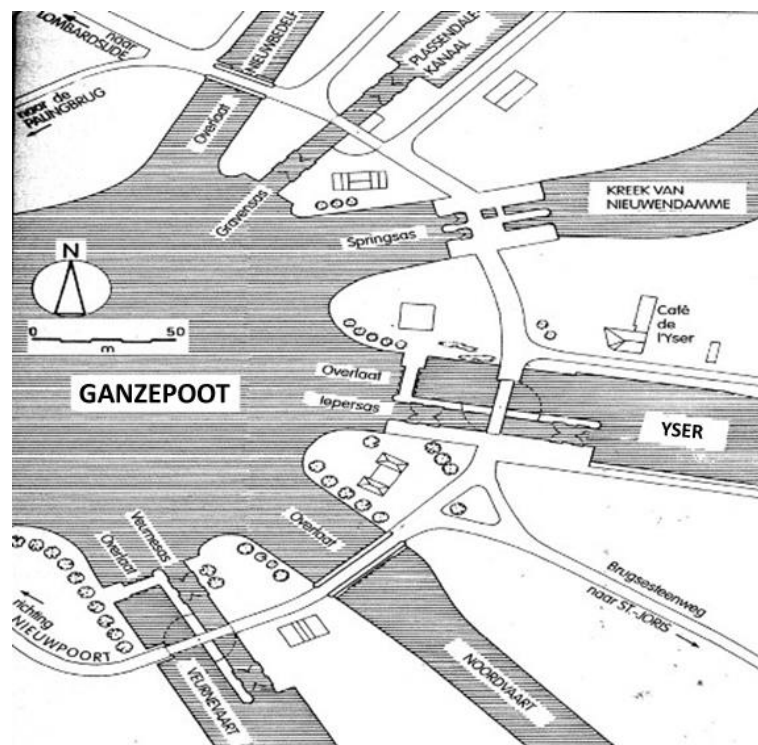 naar
LOMBARDSIJDE
naar de
PALINGBRUG
NIEUWBEDELF
Overlaat
PLASSENDALE-
KANAAL
Gravensas
KREEK VAN
NIEUWENDAMME
Springsas
N
0
50
m
Café
de
l'Yser
Overlaat
Iepersas
GANZEPOOT
YSER
Overlaat
Veurnesas
Overlaat
richting
NIEUWPOORT
Brugsesteenweg
naar ST.-JORIS
NOORDVAART
VEURNEVAART